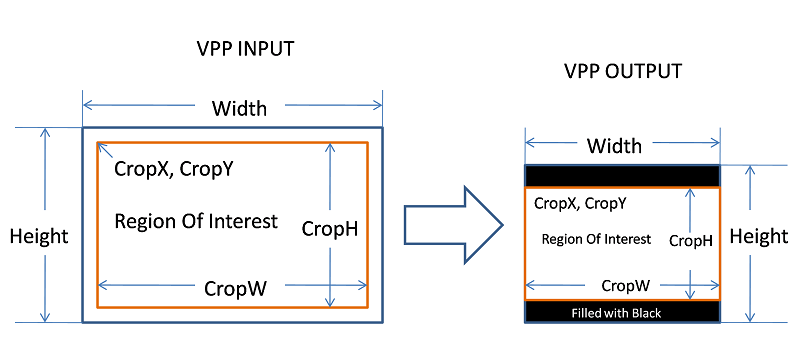 VPP INPUT
Width
Height
CropX, CropY
Region Of Interest
CropH
CropW
VPP OUTPUT
Width
CropX, CropY
Region Of Interest
CropH
Height
CropW
Filled with Black